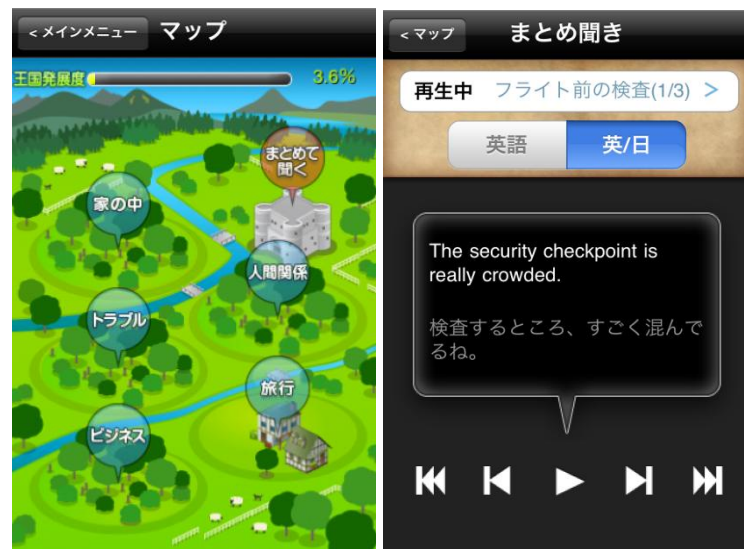 < メインメニュー マップ
王国発展度 3.6%
まとめて
聞く
家の中
人間関係
トラブル
旅行
ビジネス
< マップ まとめ聞き
再生中 フライト前の検査(1/3) >
英語 英/日
The security checkpoint is
really crowded.
検査するところ、すごく混んで
るね。